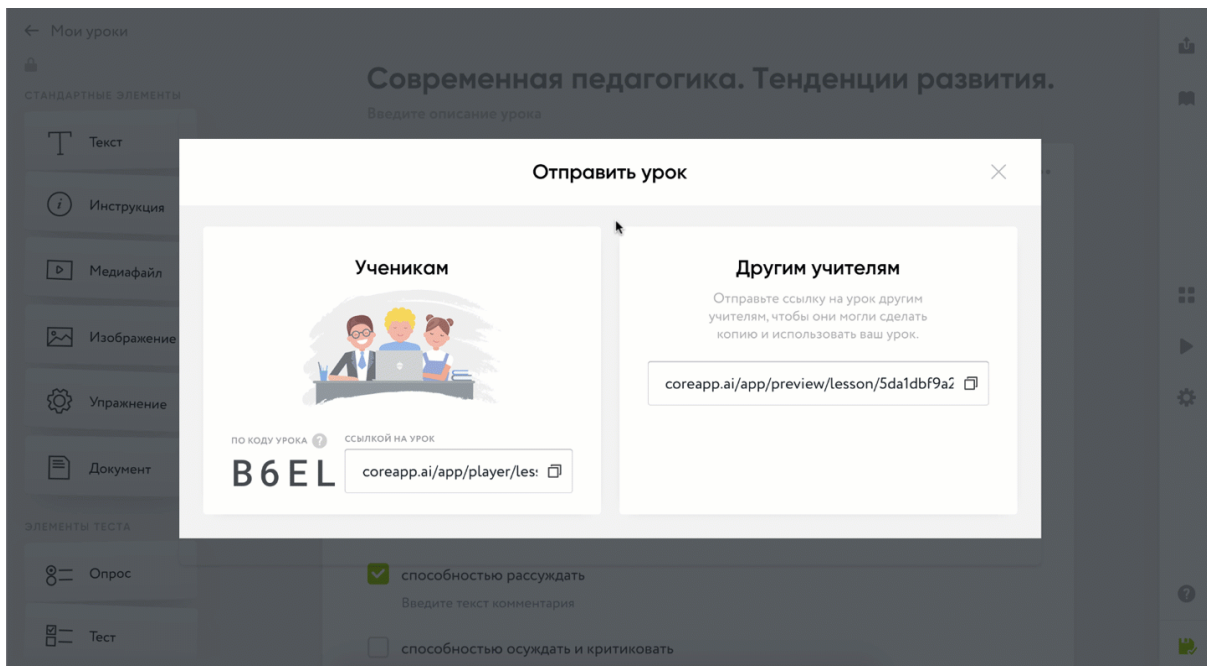 Мои уроки
СТАНДАРТНЫЕ ЭЛЕМЕНТЫ
Текст
Инструкция
Медиафайл
Изображение
Упражнение
Документ
ЭЛЕМЕНТЫ ТЕСТА
Опрос
Тест
Современная педагогика. Тенденции развития.
Введите описание урока
Отправить урок
Ученикам
ПО КОДУ УРОКА ?
B6EL
ССЫЛКОЙ НА УРОК
coreapp.ai/app/player/les
Другим учителям
Отправьте ссылку на урок другим
учителям, чтобы они могли сделать
копию и использовать ваш урок.
coreapp.ai/app/preview/lesson/5da1dbf9a2
способностью рассуждать
Введите текст комментария
способностью осуждать и критиковать